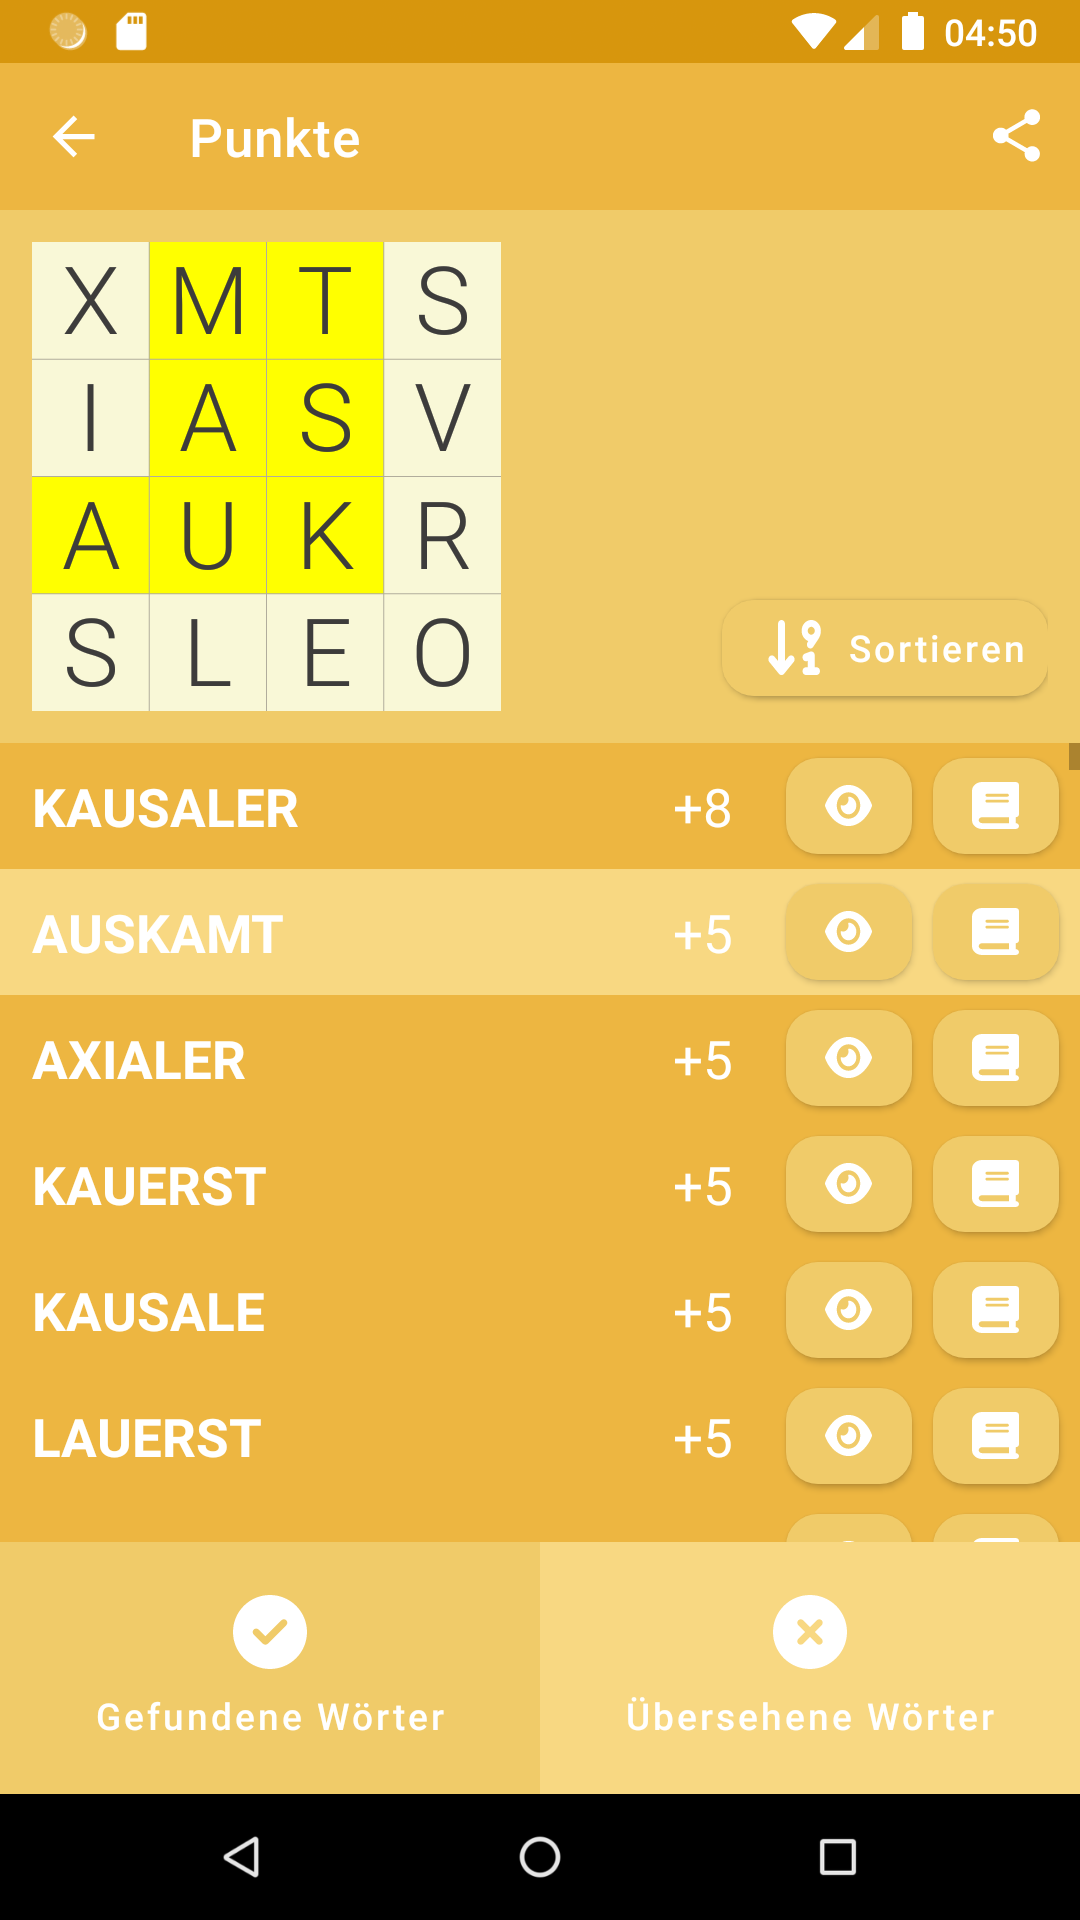 04:50
Punkte
X M T S
I A S V
A U K R
S L E O
Sortieren
KAUSALER +8
AUSKAMT +5
AXIALER +5
KAUERST +5
KAUSALE +5
LAUERST +5
Gefundene Wörter
Übersehene Wörter